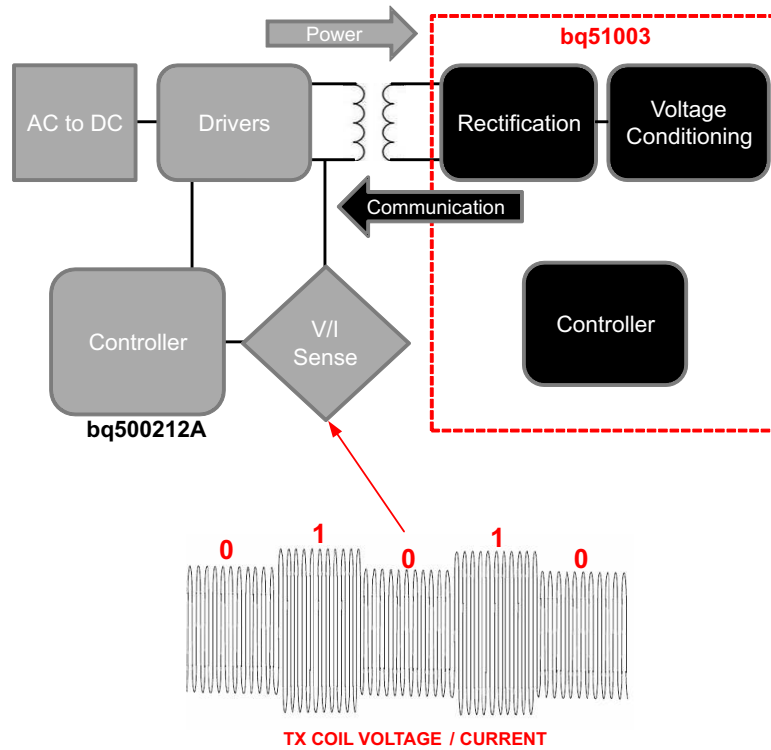 Power
bq51003
AC to DC
Drivers
Rectification
Voltage
Conditioning
Communication
Controller
V/I
Sense
Controller
bq500212A
0
1
0
1
0
TX COIL VOLTAGE / CURRENT